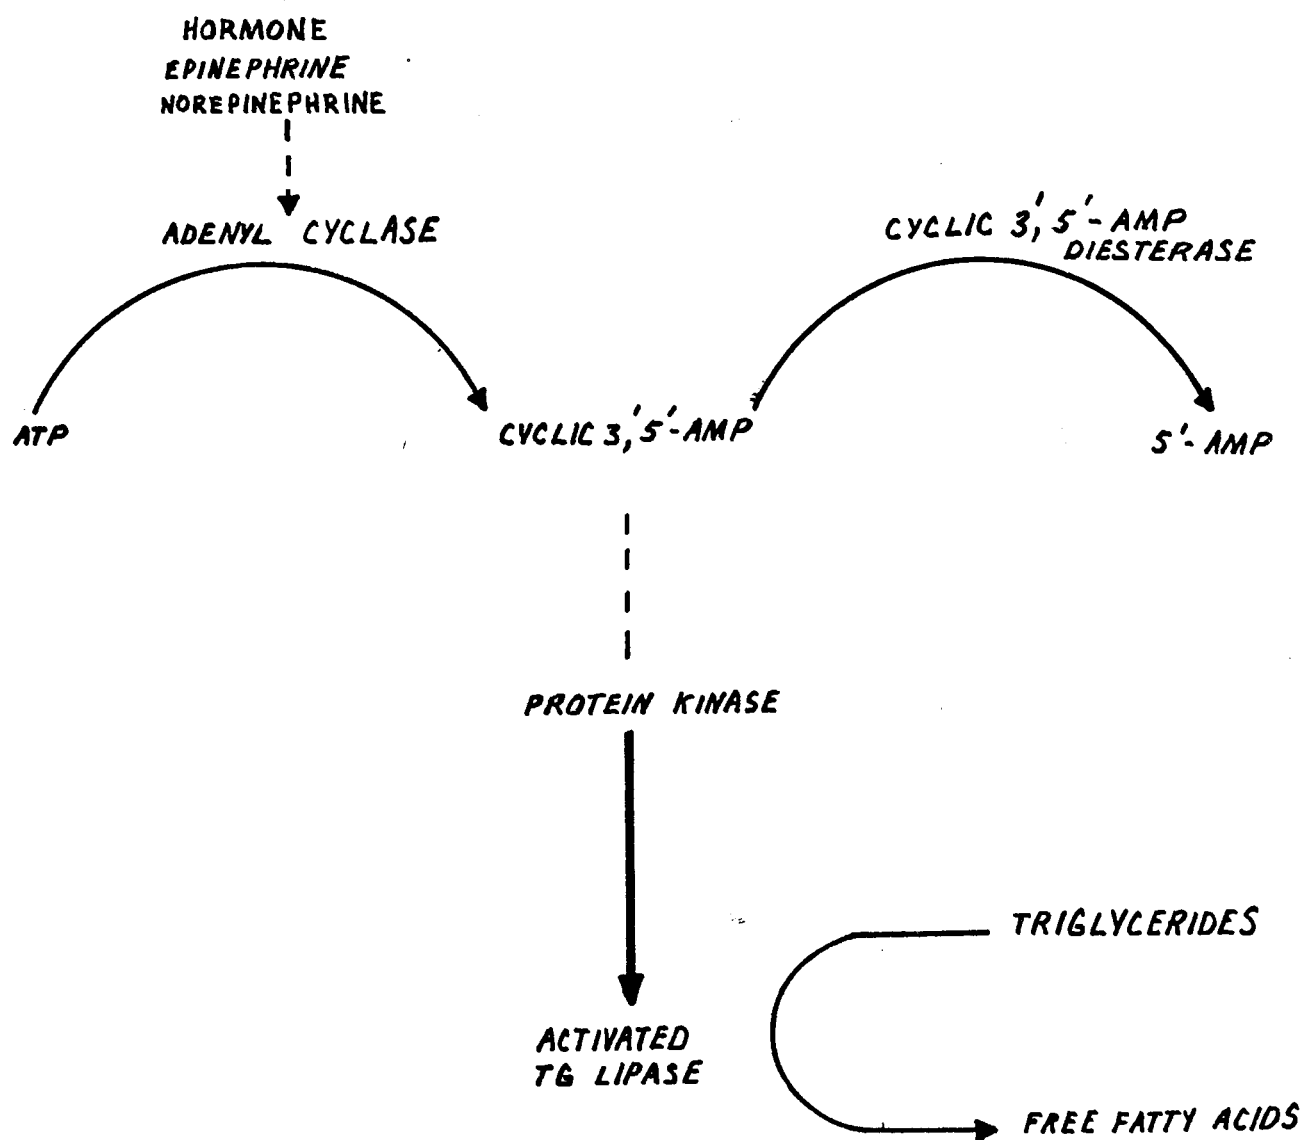 HORMONE
EPINEPHRINE
NOREPINEPHRINE
ADENYL CYCLASE
CYCLIC 3',5'-AMP
DIESTERASE
ATP
CYCLIC 3',5'-AMP
5'-AMP
PROTEIN KINASE
TRIGLYCERIDES
ACTIVATED
TG LIPASE
FREE FATTY ACIDS